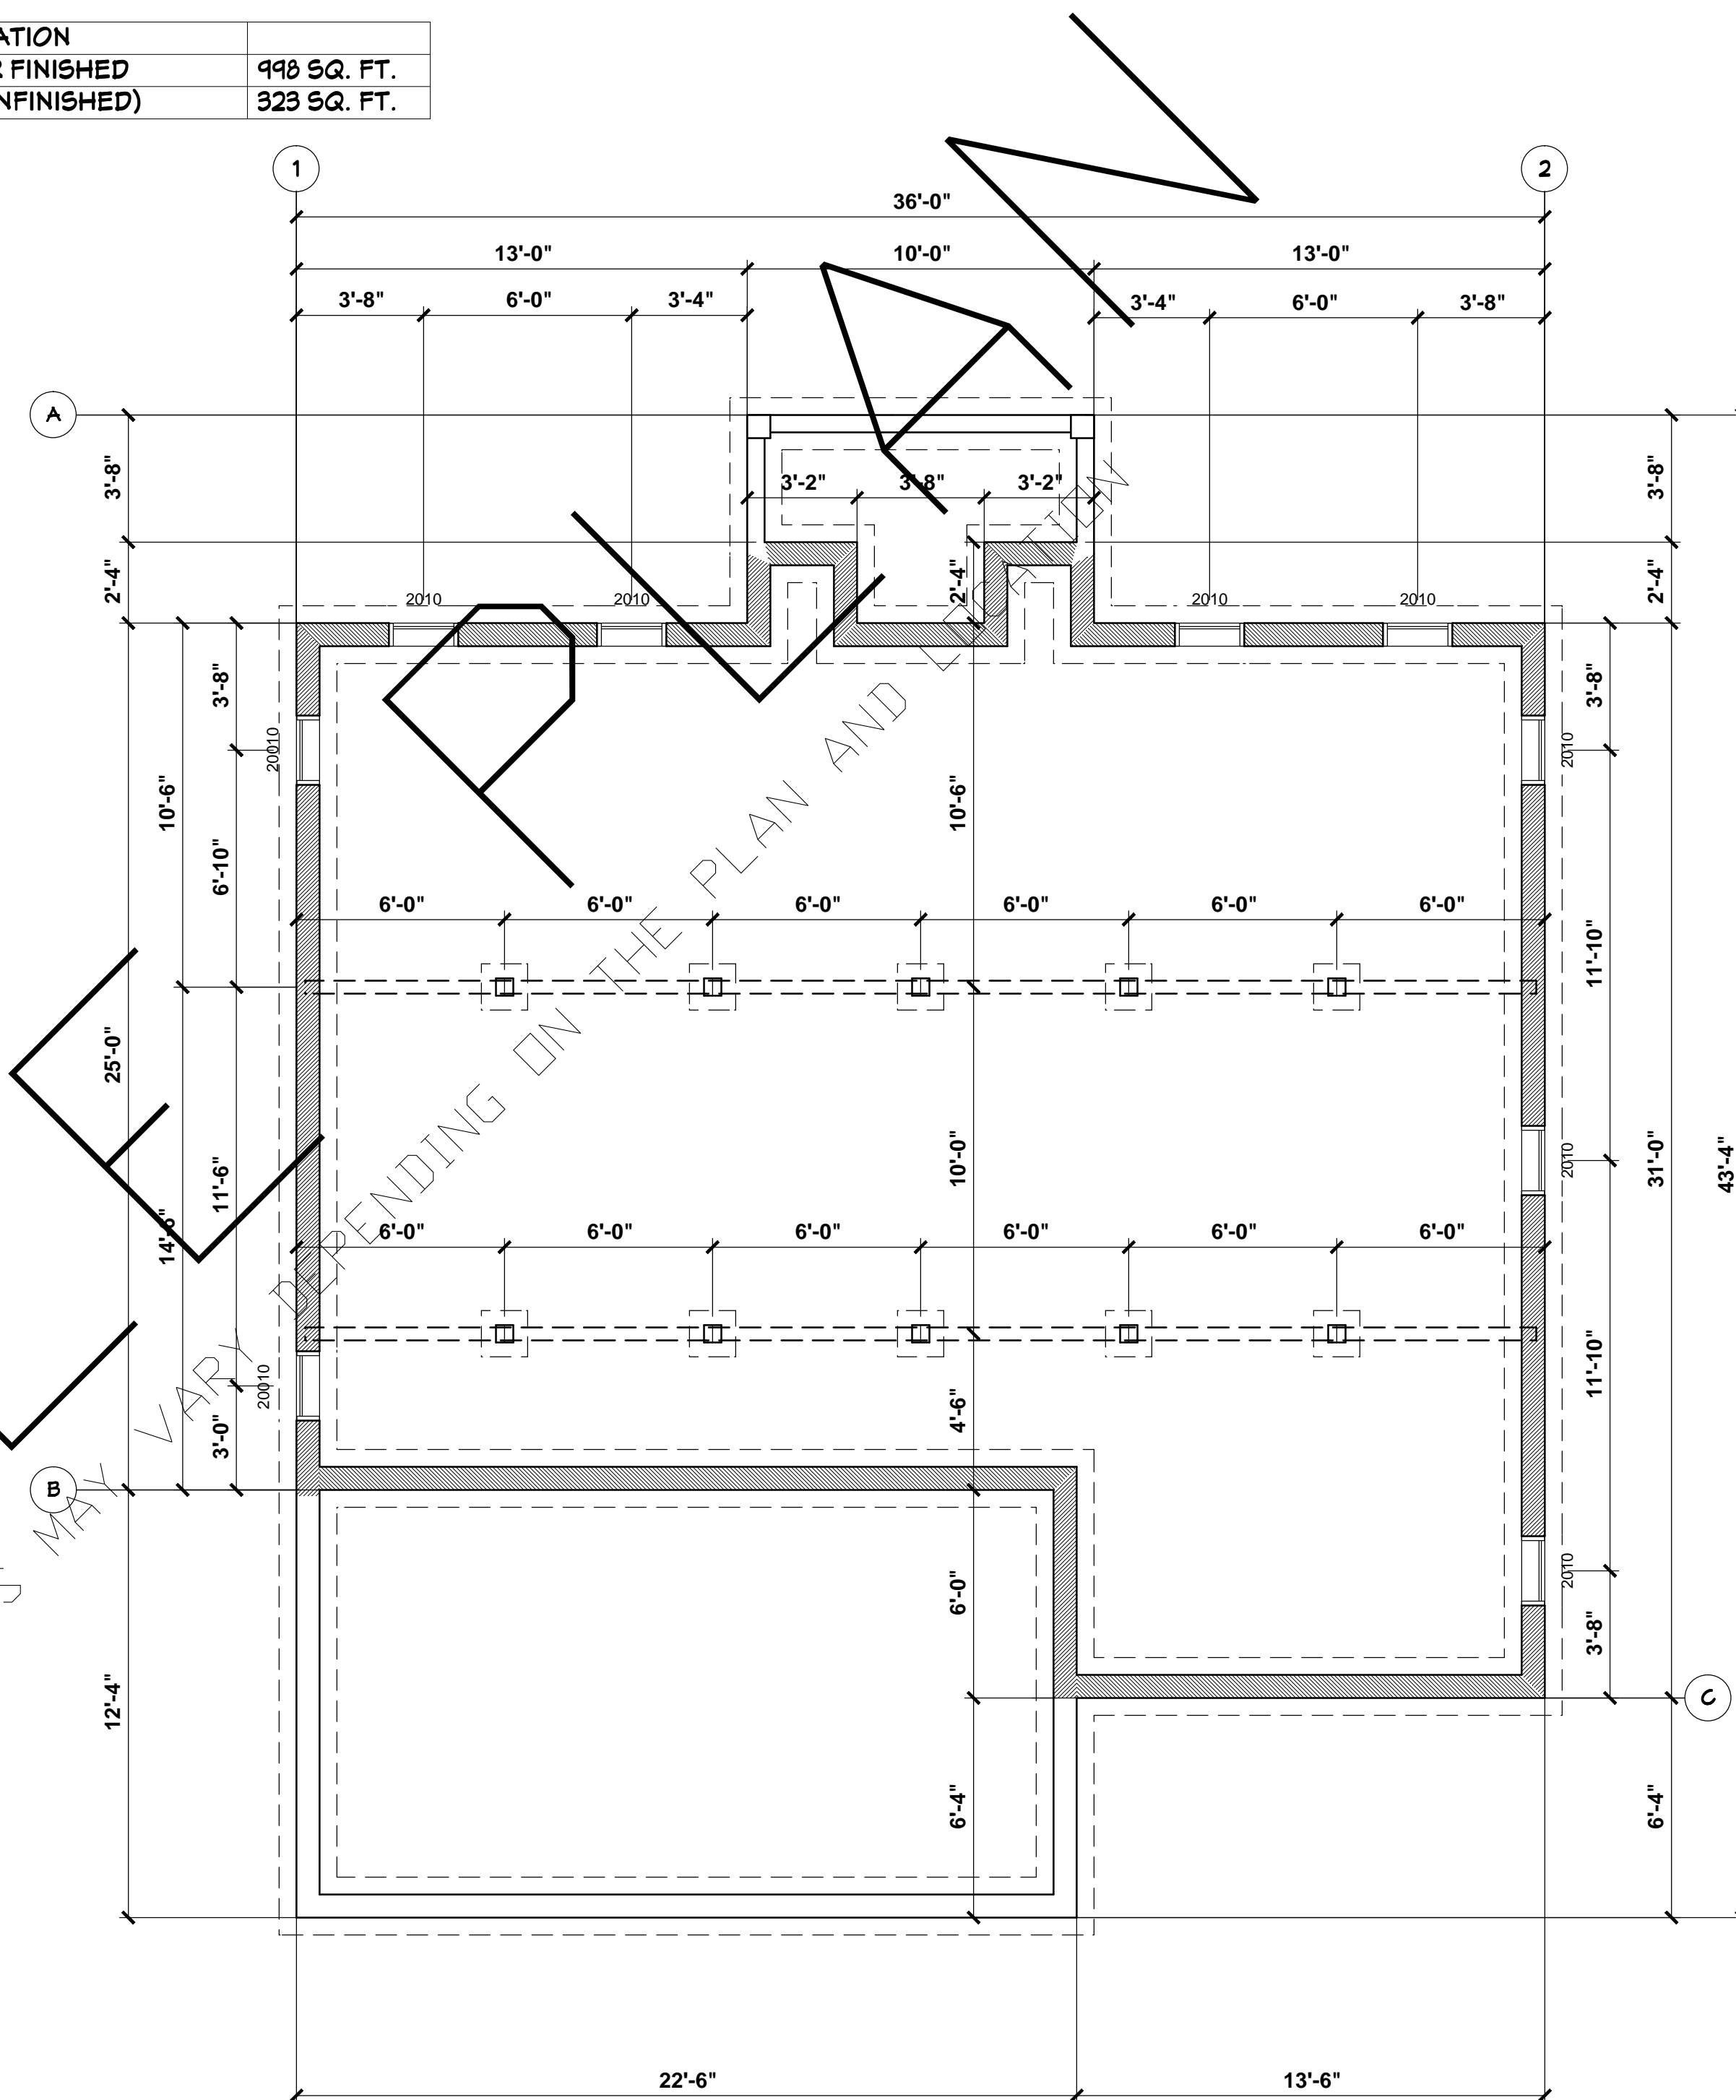 ATION
R FINISHED 998 SQ. FT.
NFINISHED) 323 SQ. FT.
1 2
36'-0"
13'-0" 10'-0" 13'-0"
3'-8" 6'-0" 3'-4" 3'-4" 6'-0" 3'-8"
A
3'-8" 3'-8"
3'-2" 3'-8" 3'-2"
2'-4" 2'-4" 2'-4"
2010 2010 2010 2010
3'-8" 3'-8"
20010 2010
10'-6" 10'-6"
6'-10"
6'-0" 6'-0" 6'-0" 6'-0" 6'-0" 6'-0"
11'-10"
25'-0"
10'-0"
11'-6"
2010
31'-0" 43'-4"
14'-6"
6'-0" 6'-0" 6'-0" 6'-0" 6'-0" 6'-0"
20010
4'-6"
11'-10"
3'-0"
B
MAY VARY DEPENDING ON THE PLAN AND LOCATION
6'-0"
2010
3'-8"
12'-4"
C
6'-4" 6'-4"
22'-6" 13'-6"